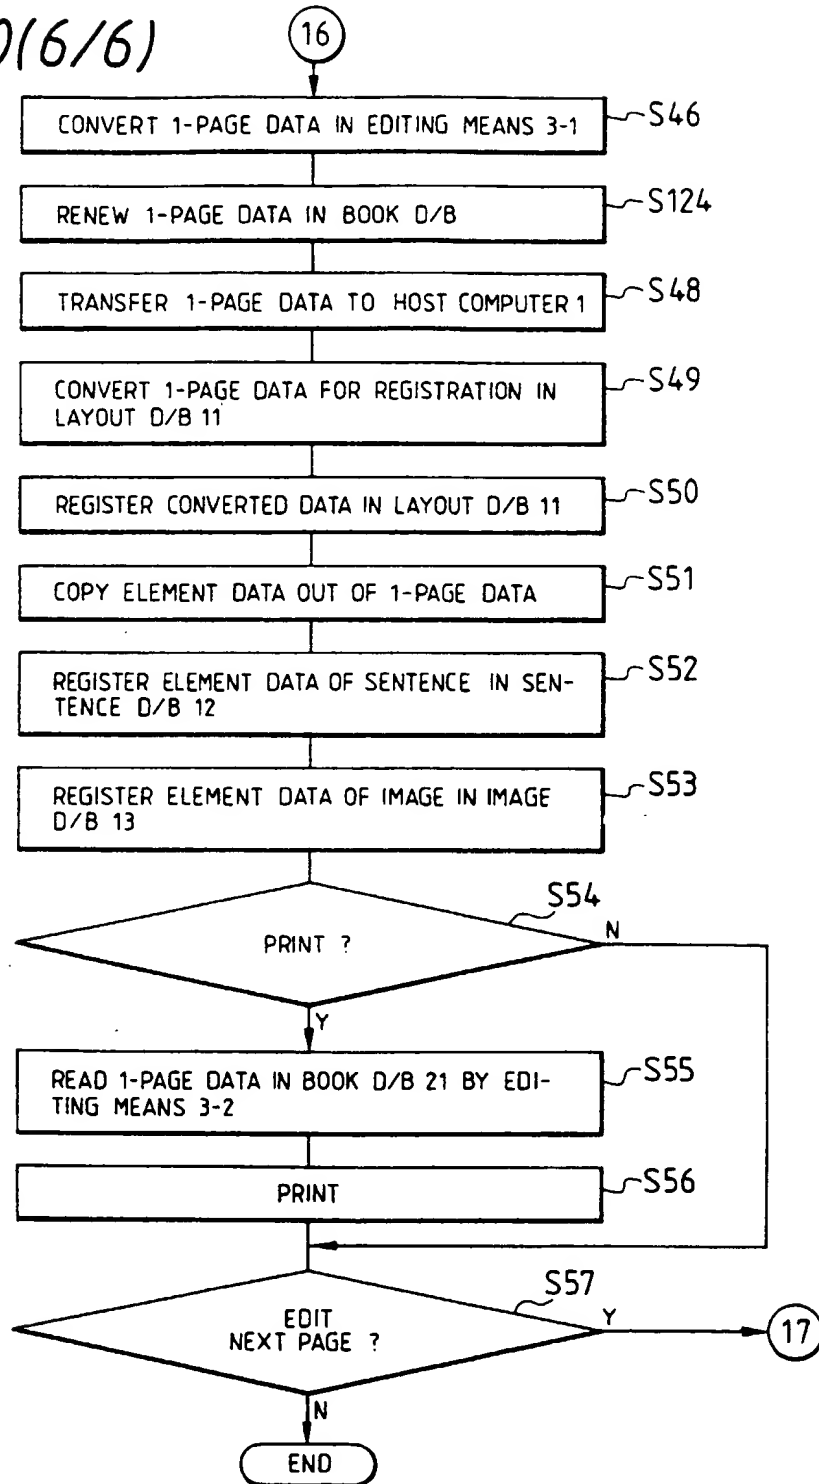 0(6/6)
16
CONVERT 1-PAGE DATA IN EDITING MEANS 3-1
S46
RENEW 1-PAGE DATA IN BOOK D/B
S124
TRANSFER 1-PAGE DATA TO HOST COMPUTER 1
S48
CONVERT 1-PAGE DATA FOR REGISTRATION IN
LAYOUT D/B 11
S49
REGISTER CONVERTED DATA IN LAYOUT D/B 11
S50
COPY ELEMENT DATA OUT OF 1-PAGE DATA
S51
REGISTER ELEMENT DATA OF SENTENCE IN SEN-
TENCE D/B 12
S52
REGISTER ELEMENT DATA OF IMAGE IN IMAGE
D/B 13
S53
S54
PRINT ?
N
Y
READ 1-PAGE DATA IN BOOK D/B 21 BY EDI-
TING MEANS 3-2
S55
PRINT
S56
S57
EDIT
NEXT PAGE ?
Y
17
N
END